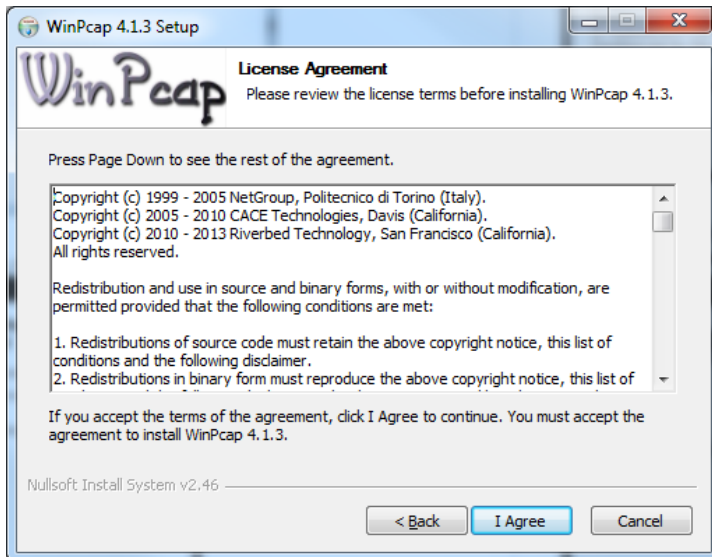 WinPcap 4.1.3 Setup
WinPcap
License Agreement
Please review the license terms before installing WinPcap 4.1.3.
Press Page Down to see the rest of the agreement.
Copyright (c) 1999 - 2005 NetGroup, Politecnico di Torino (Italy).
Copyright (c) 2005 - 2010 CACE Technologies, Davis (California).
Copyright (c) 2010 - 2013 Riverbed Technology, San Francisco (California).
All rights reserved.
Redistribution and use in source and binary forms, with or without modification, are
permitted provided that the following conditions are met:
1. Redistributions of source code must retain the above copyright notice, this list of
conditions and the following disclaimer.
2. Redistributions in binary form must reproduce the above copyright notice, this list of
If you accept the terms of the agreement, click I Agree to continue. You must accept the
agreement to install WinPcap 4.1.3.
Nullsoft Install System v2.46
< Back
I Agree
Cancel